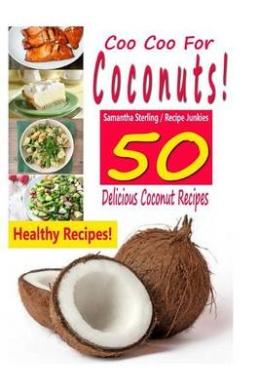 Coo Coo For
Coconuts!
Samantha Sterling / Recipe Junkies
50
Delicious Coconut Recipes
Healthy Recipes!